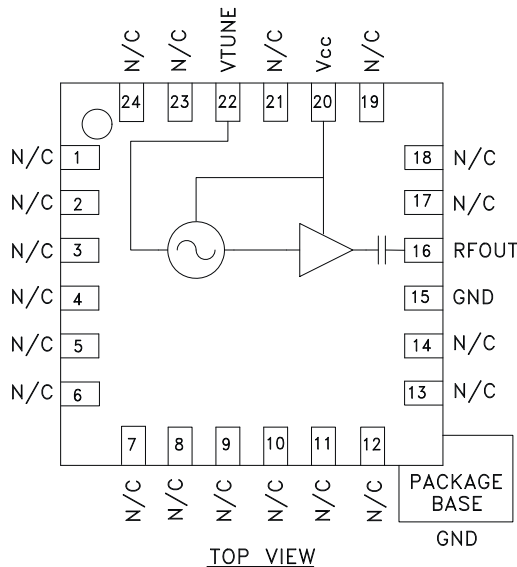 N/C N/C VTUNE N/C Vcc N/C
24 23 22 21 20 19
N/C 1
N/C 2
N/C 3
N/C 4
N/C 5
N/C 6
18 N/C
17 N/C
16 RFOUT
15 GND
14 N/C
13 N/C
7 8 9 10 11 12
N/C N/C N/C N/C N/C N/C
PACKAGE
BASE
GND
TOP VIEW